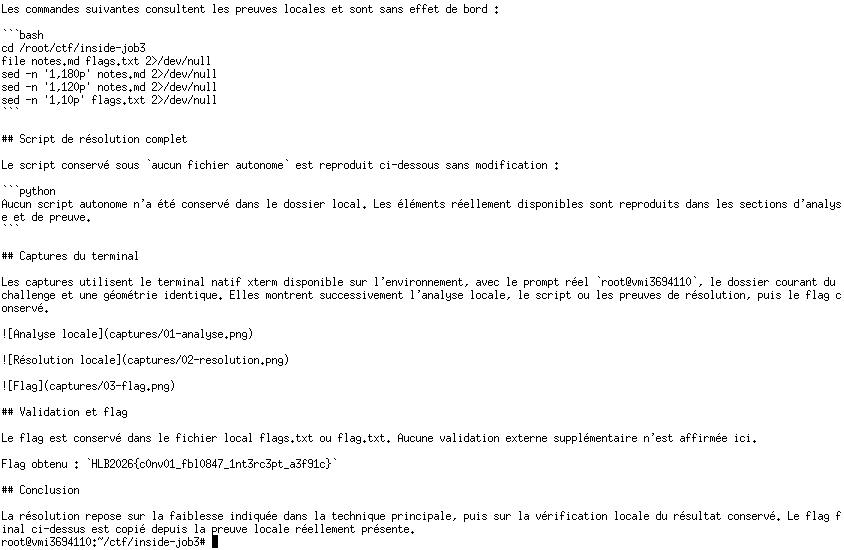 Les commandes suivantes consultent les preuves locales et sont sans effet de bord :

```bash
cd /root/ctf/inside-job3
file notes.md flags.txt 2>/dev/null
sed -n '1,180p' notes.md 2>/dev/null
sed -n '1,120p' notes.md 2>/dev/null
sed -n '1,10p' flags.txt 2>/dev/null
```

## Script de résolution complet

Le script conservé sous `aucun fichier autonome` est reproduit ci-dessous sans modification :

```python
Aucun script autonome n'a été conservé dans le dossier local. Les éléments réellement disponibles sont reproduits dans les sections d'analys
e et de preuve.
```

## Captures du terminal

Les captures utilisent le terminal natif xterm disponible sur l'environnement, avec le prompt réel `root@vmi3694110`, le dossier courant du
challenge et une géométrie identique. Elles montrent successivement l'analyse locale, le script ou les preuves de résolution, puis le flag c
onservé.

![Analyse locale](captures/01-analyse.png)

![Résolution locale](captures/02-resolution.png)

![Flag](captures/03-flag.png)

## Validation et flag

Le flag est conservé dans le fichier local flags.txt ou flag.txt. Aucune validation externe supplémentaire n'est affirmée ici.

Flag obtenu : `HLB2026{c0nv01_fbl0847_1nt3rc3pt_a3f91c}`

## Conclusion

La résolution repose sur la faiblesse indiquée dans la technique principale, puis sur la vérification locale du résultat conservé. Le flag f
inal ci-dessus est copié depuis la preuve locale réellement présente.
root@vmi3694110:~/ctf/inside-job3#